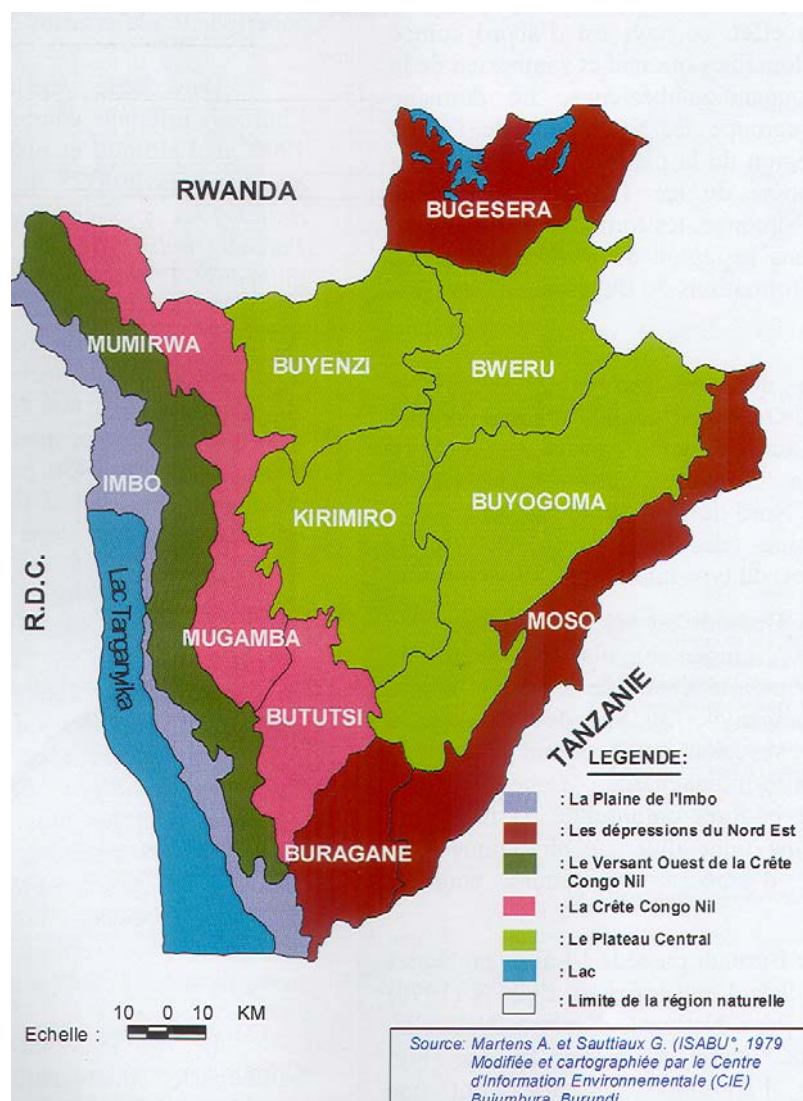 RWANDA
BUGESERA
MUMIRWA
BUYENZI
BWERU
IMBO
KIRIMIRO
BUYOGOMA
R.D.C.
Lac Tanganyika
MUGAMBA
MOSO
BUTUTSI
TANZANIE
BURAGANE
LEGENDE:
: La Plaine de l'Imbo
: Les dépressions du Nord Est
: Le Versant Ouest de la Crête
Congo Nil
: La Crête Congo Nil
: Le Plateau Central
: Lac
: Limite de la région naturelle
10 0 10 KM
Echelle :
Source: Martens A. et Sauttiaux G. (ISABU°, 1979
Modifiée et cartographiée par le Centre
d'Information Environnementale (CIE)
Bujumbura, Burundi